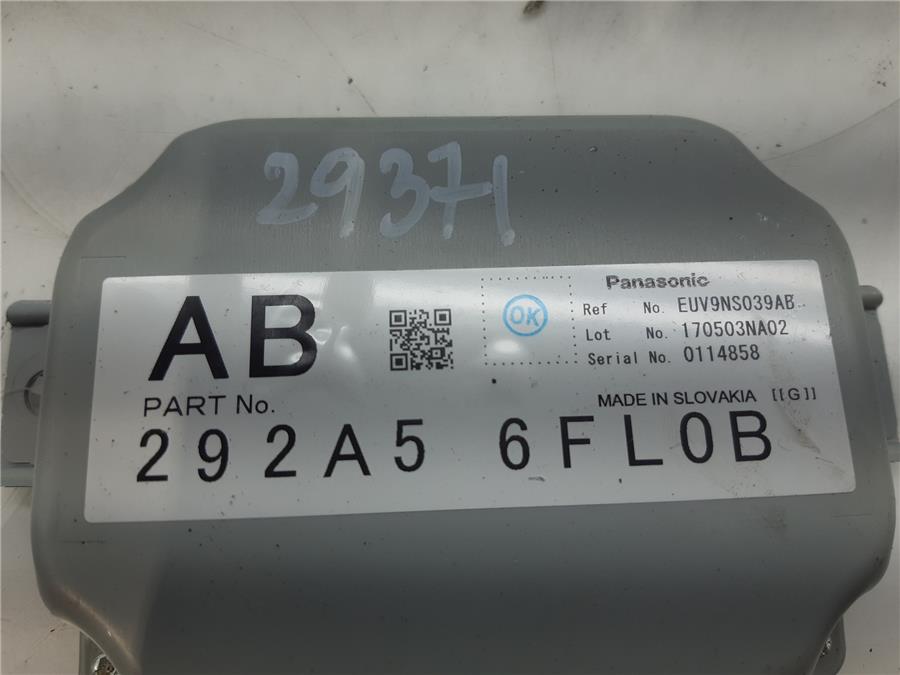 29371
AB
OK
Panasonic
Ref No. EUV9NS039AB
Lot No. 170503NA02
Serial No. 0114858
MADE IN SLOVAKIA [[G]]
PART No.
292A5 6FL0B